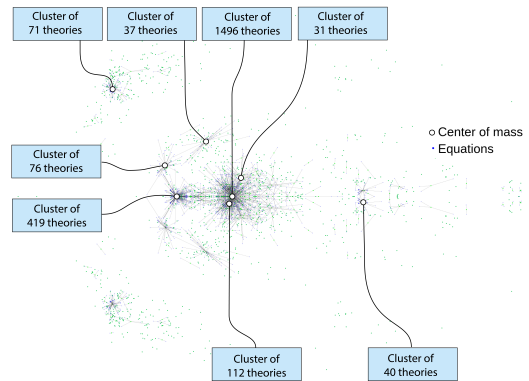 Cluster of
71 theories
Cluster of
37 theories
Cluster of
1496 theories
Cluster of
31 theories
Center of mass
Equations
Cluster of
76 theories
Cluster of
419 theories
Cluster of
112 theories
Cluster of
40 theories